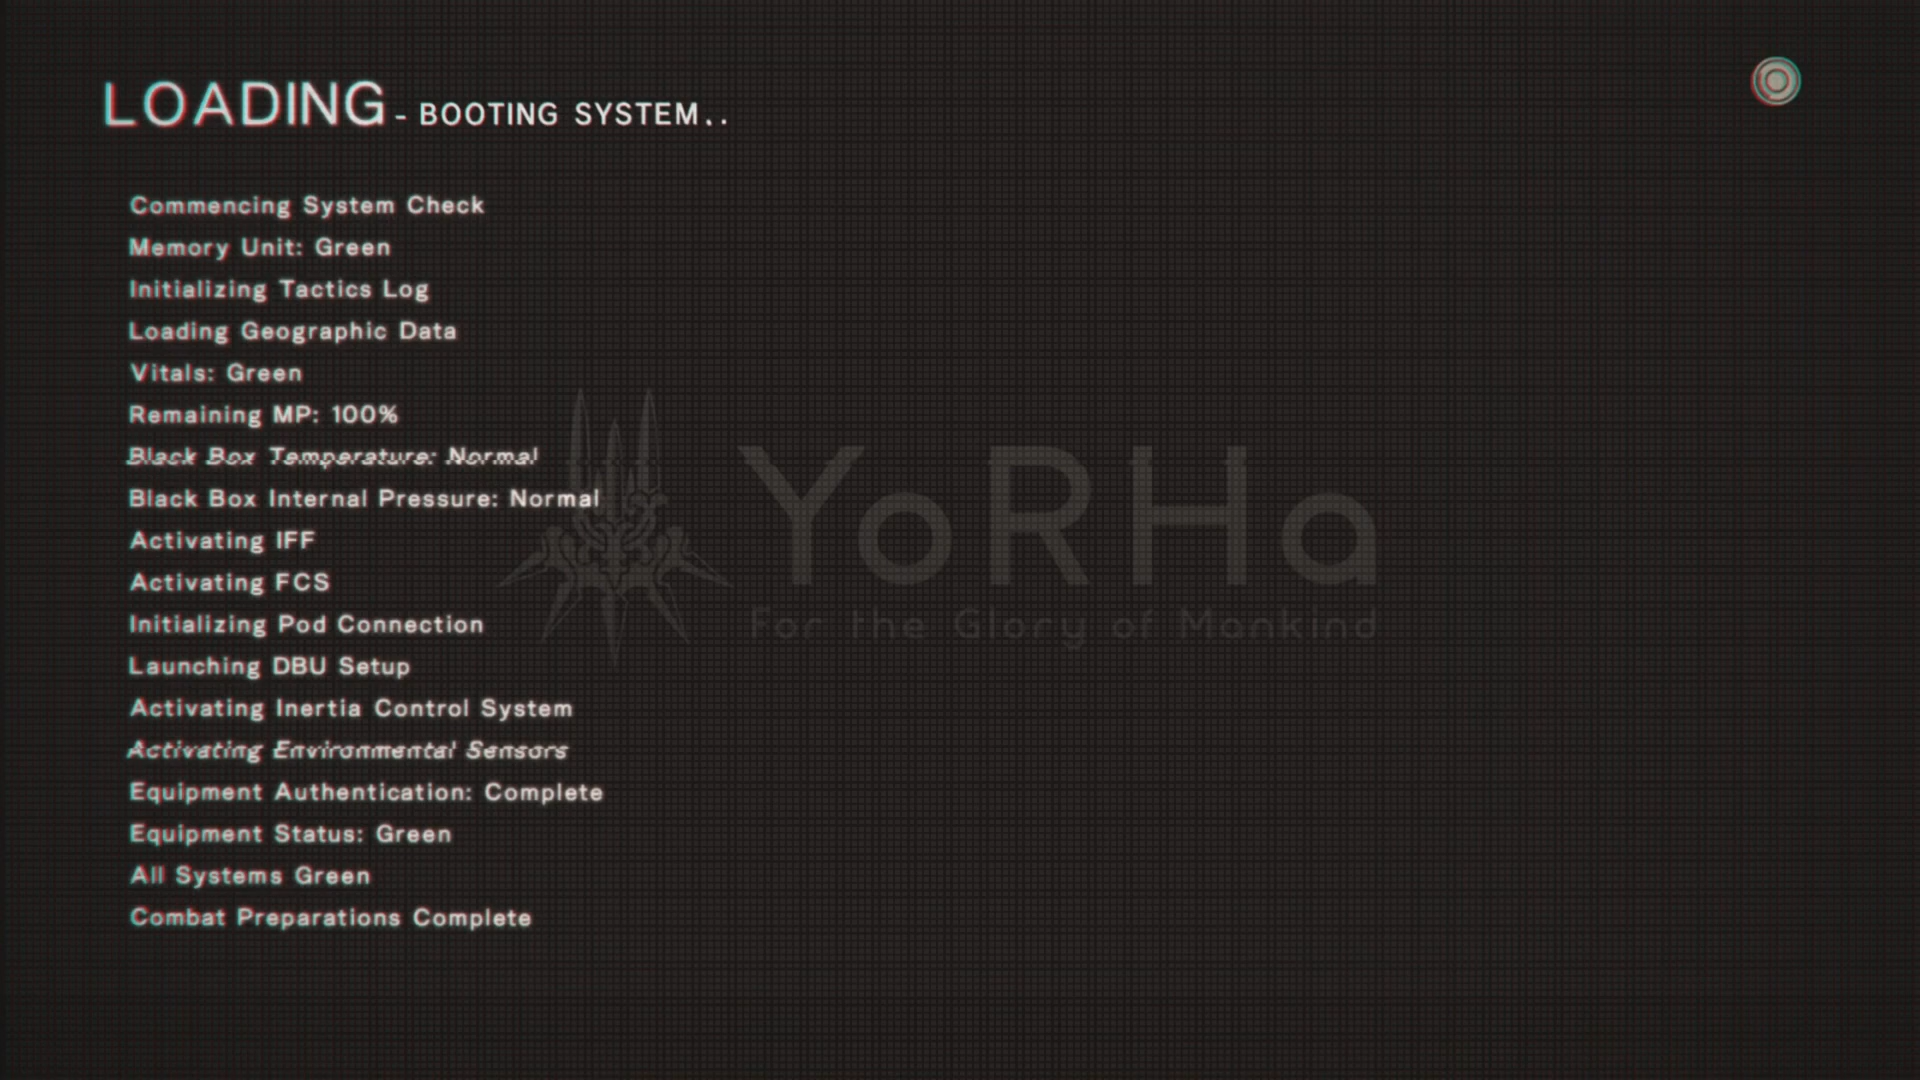 LOADING - BOOTING SYSTEM..
Commencing System Check
Memory Unit: Green
Initializing Tactics Log
Loading Geographic Data
Vitals: Green
Remaining MP: 100%
Black Box Temperature: Normal
Black Box Internal Pressure: Normal
Activating IFF
Activating FCS
Initializing Pod Connection
Launching DBU Setup
Activating Inertia Control System
Activating Environmental Sensors
Equipment Authentication: Complete
Equipment Status: Green
All Systems Green
Combat Preparations Complete
YoRHa
For the Glory of Mankind